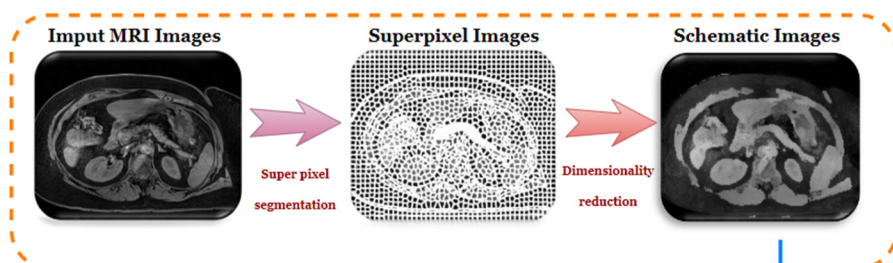 Imput MRI Images
Superpixel Images
Schematic Images
Super pixel
segmentation
Dimensionality
reduction